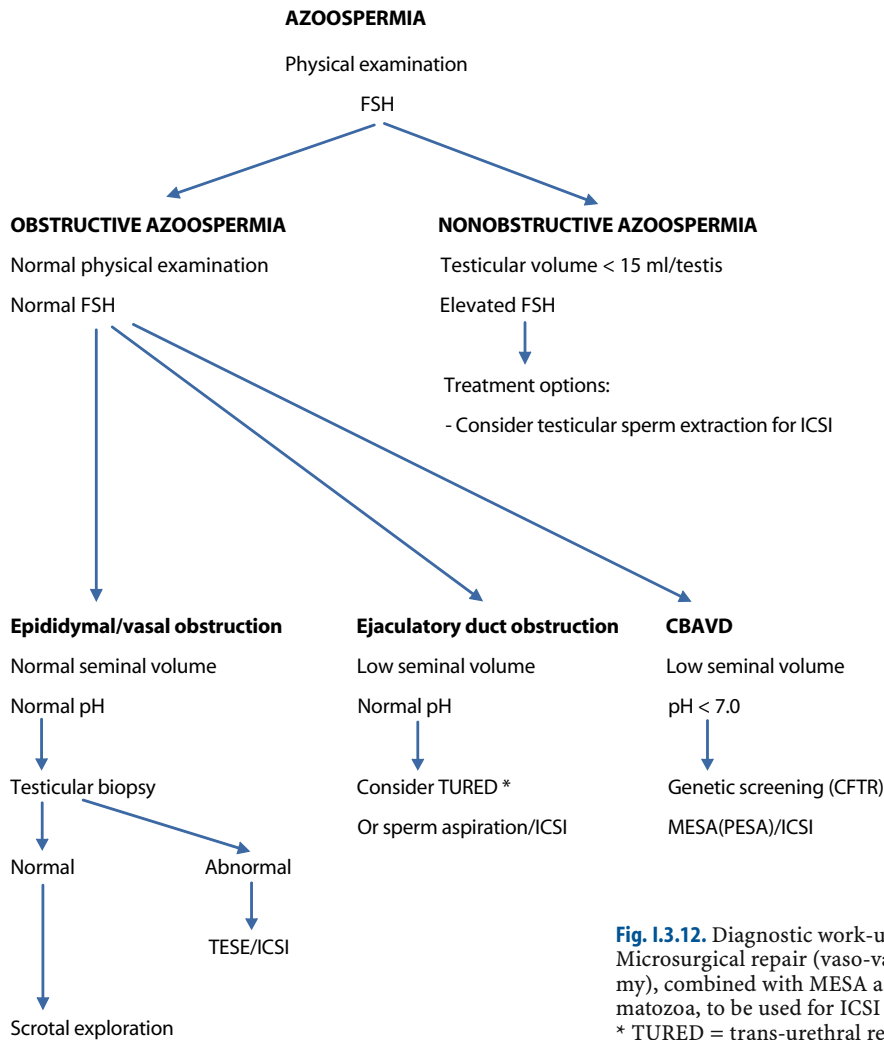 AZOOSPERMIA
Physical examination
FSH
OBSTRUCTIVE AZOOSPERMIA
Normal physical examination
Normal FSH
NONOBSTRUCTIVE AZOOSPERMIA
Testicular volume < 15 ml/testis
Elevated FSH
Treatment options:
- Consider testicular sperm extraction for ICSI
Epididymal/vasal obstruction
Normal seminal volume
Normal pH
Testicular biopsy
Normal
Abnormal
TESE/ICSI
Scrotal exploration
Ejaculatory duct obstruction
Low seminal volume
Normal pH
Consider TURED *
Or sperm aspiration/ICSI
CBAVD
Low seminal volume
pH < 7.0
Genetic screening (CFTR)
MESA(PESA)/ICSI
Fig. I.3.12. Diagnostic work-u
Microsurgical repair (vaso-va
my), combined with MESA a
matozoa, to be used for ICSI
* TURED = trans-urethral re